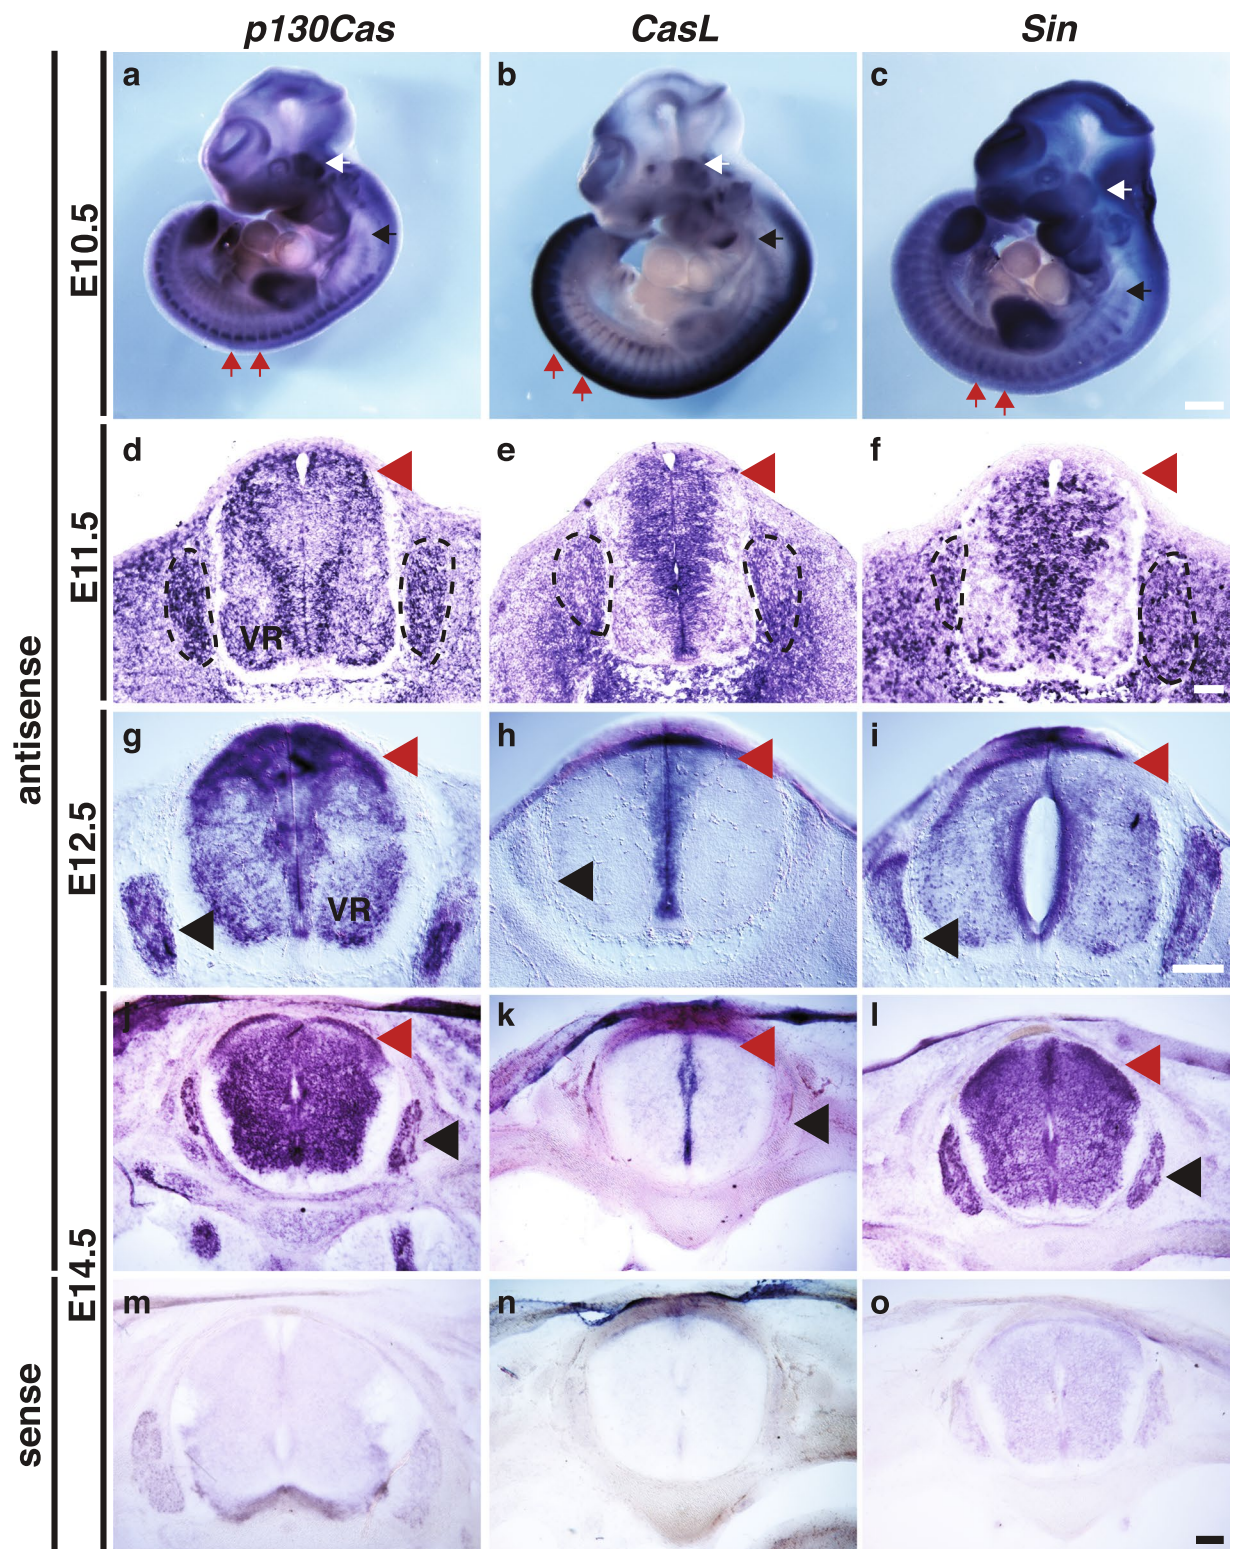 p130Cas CasL Sin
antisense
E10.5
a b c
E11.5
d e f
VR
E12.5
g h i
VR
E14.5
j k l
sense
m n o